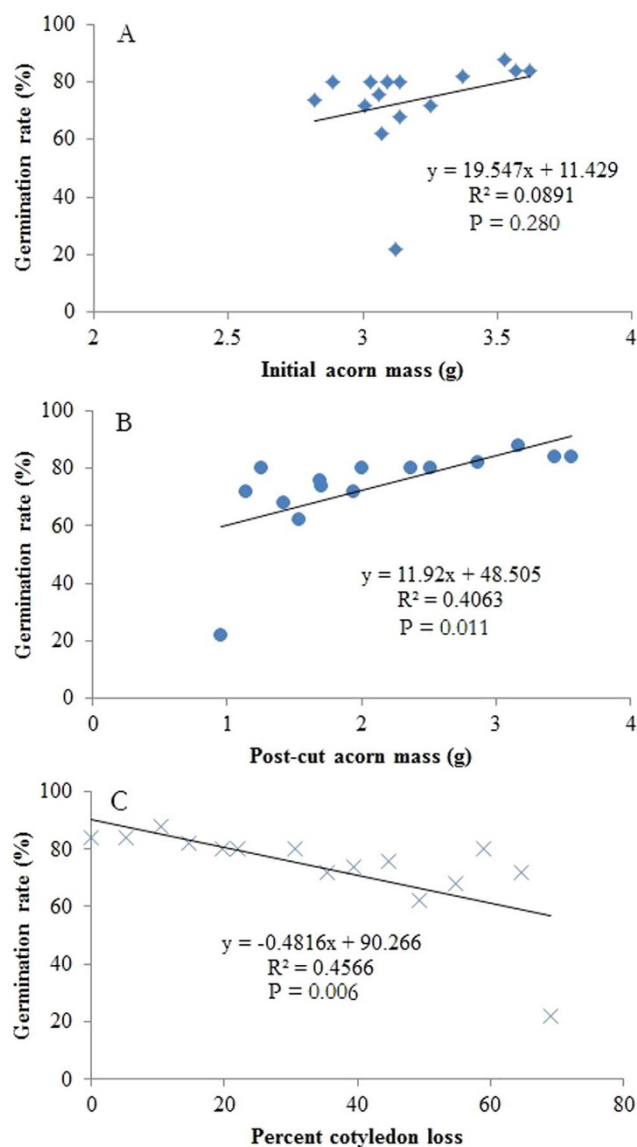 A
100
80
60
40
20
0
Germination rate (%)
y = 19.547x + 11.429
R² = 0.0891
P = 0.280
2 2.5 3 3.5 4
Initial acorn mass (g)
B
100
80
60
40
20
0
Germination rate (%)
y = 11.92x + 48.505
R² = 0.4063
P = 0.011
0 1 2 3 4
Post-cut acorn mass (g)
C
100
80
60
40
20
0
Germination rate (%)
y = -0.4816x + 90.266
R² = 0.4566
P = 0.006
0 20 40 60 80
Percent cotyledon loss